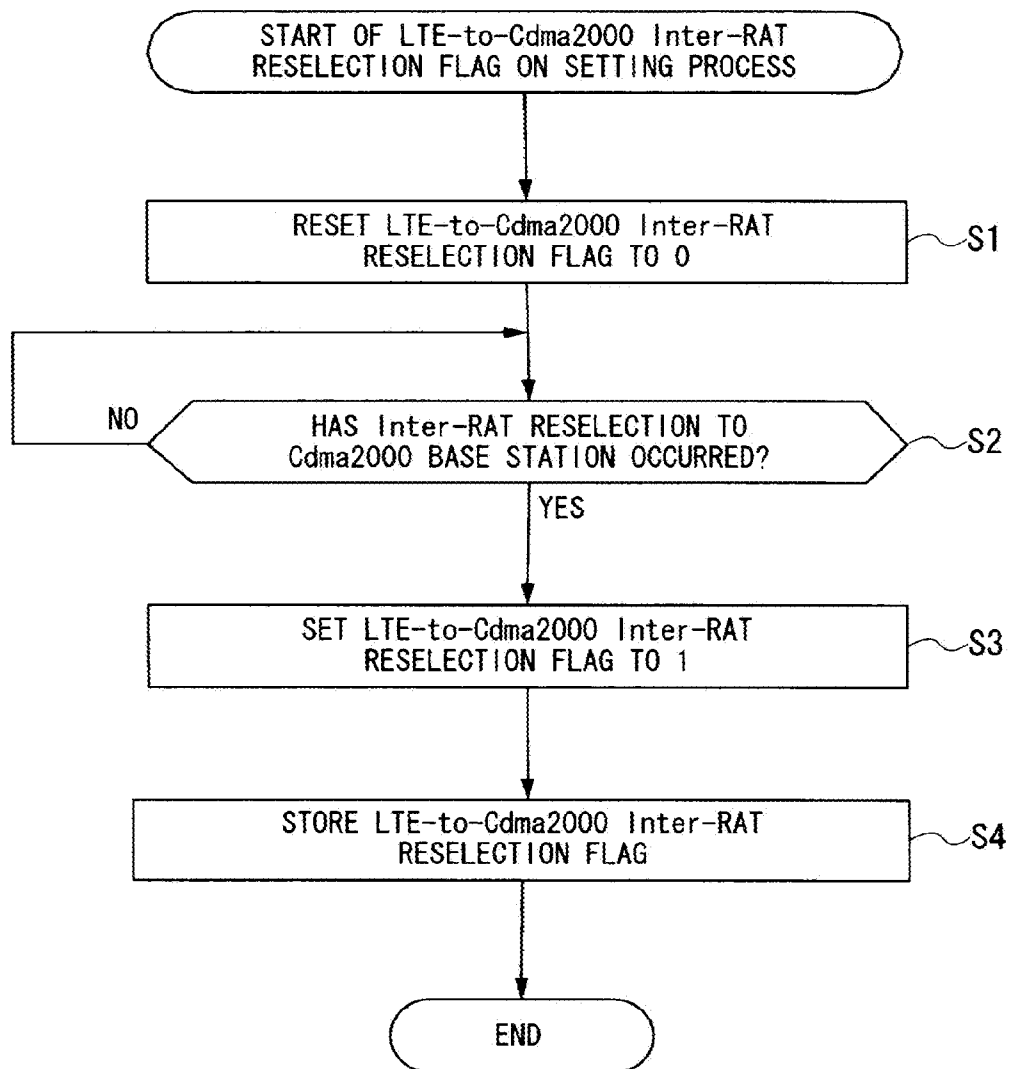 START OF LTE-to-Cdma2000 Inter-RAT
RESELECTION FLAG ON SETTING PROCESS
RESET LTE-to-Cdma2000 Inter-RAT
RESELECTION FLAG TO 0
S1
NO
HAS Inter-RAT RESELECTION TO
Cdma2000 BASE STATION OCCURRED?
S2
YES
SET LTE-to-Cdma2000 Inter-RAT
RESELECTION FLAG TO 1
S3
STORE LTE-to-Cdma2000 Inter-RAT
RESELECTION FLAG
S4
END